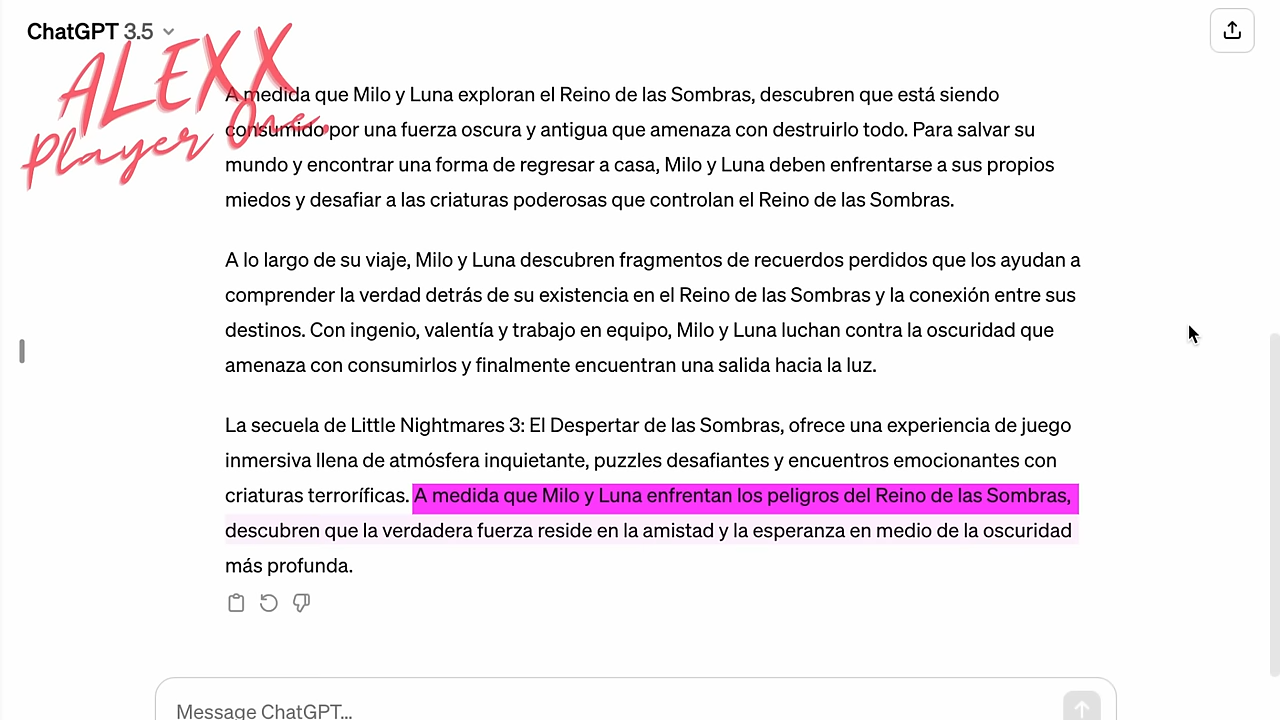 ChatGPT 3.5
ALEXX
Player One.
A medida que Milo y Luna exploran el Reino de las Sombras, descubren que está siendo
consumido por una fuerza oscura y antigua que amenaza con destruirlo todo. Para salvar su
mundo y encontrar una forma de regresar a casa, Milo y Luna deben enfrentarse a sus propios
miedos y desafiar a las criaturas poderosas que controlan el Reino de las Sombras.
A lo largo de su viaje, Milo y Luna descubren fragmentos de recuerdos perdidos que los ayudan a
comprender la verdad detrás de su existencia en el Reino de las Sombras y la conexión entre sus
destinos. Con ingenio, valentía y trabajo en equipo, Milo y Luna luchan contra la oscuridad que
amenaza con consumirlos y finalmente encuentran una salida hacia la luz.
La secuela de Little Nightmares 3: El Despertar de las Sombras, ofrece una experiencia de juego
inmersiva llena de atmósfera inquietante, puzzles desafiantes y encuentros emocionantes con
criaturas terroríficas. A medida que Milo y Luna enfrentan los peligros del Reino de las Sombras,
descubren que la verdadera fuerza reside en la amistad y la esperanza en medio de la oscuridad
más profunda.
Message ChatGPT...